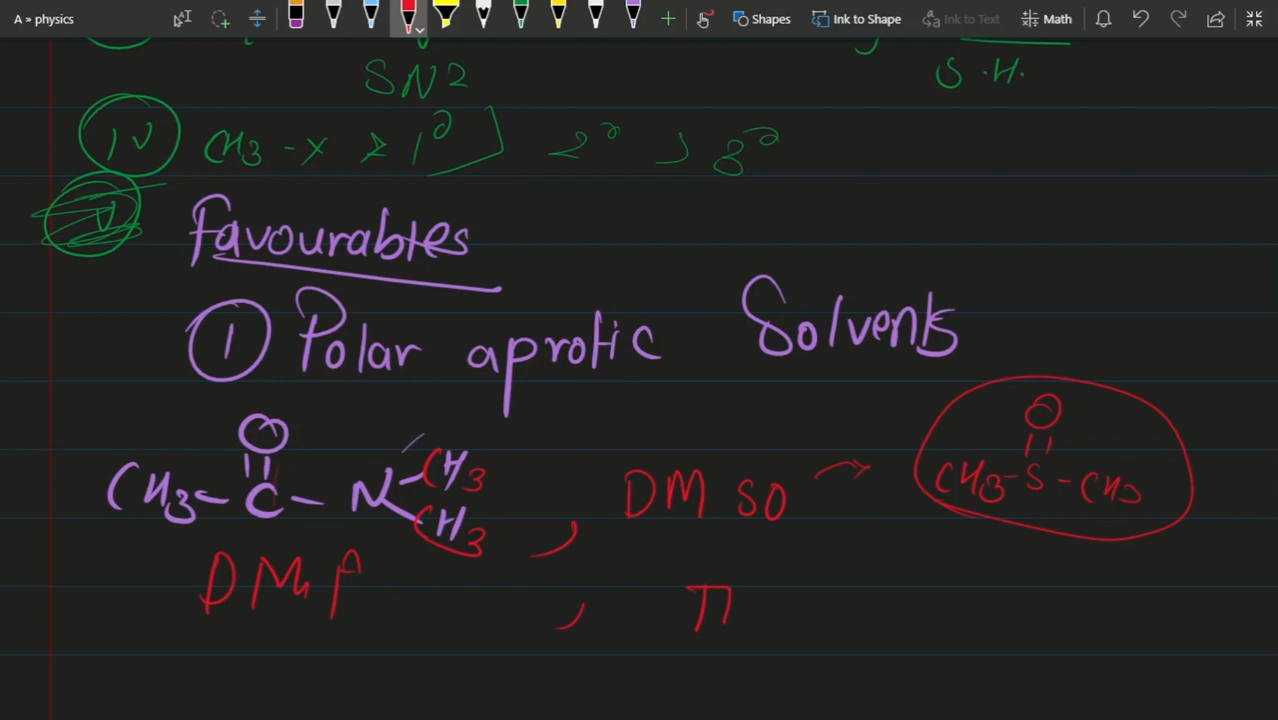 A » physics
Shapes
Ink to Shape
Ink to Text
Math
SN2
S.H.
IV CH3-X > 1° 2° > 3°
V
favourables
1 Polar aprotic Solvents
O
CH3-C-N CH3 CH3
, DMSO → O
CH3-S-CH3
DMF
,